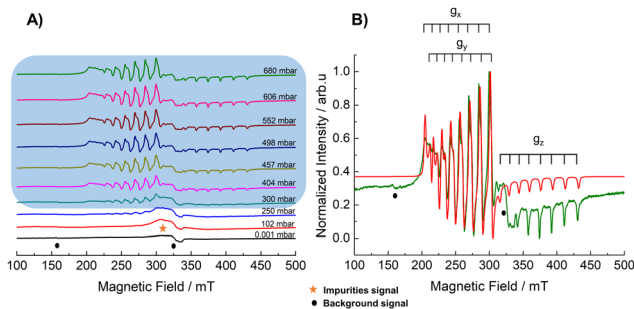 A)
680 mbar
606 mbar
552 mbar
498 mbar
457 mbar
404 mbar
300 mbar
250 mbar
102 mbar
0.001 mbar
100 150 200 250 300 350 400 450 500
Magnetic Field / mT
B)
gx
gy
gz
Normalized Intensity / arb.u
1.0
0.8
0.6
0.4
0.2
0.0
100 150 200 250 300 350 400 450 500
Magnetic Field / mT
Impurities signal
Background signal